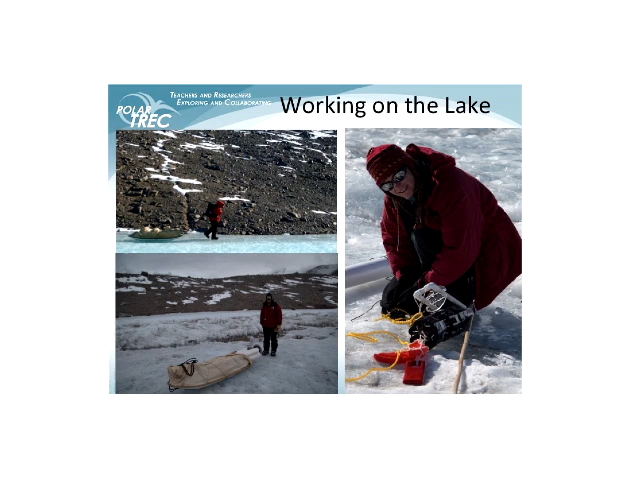 TEACHERS AND RESEARCHERS
EXPLORING AND COLLABORATING
POLAR
TREC
Working on the Lake